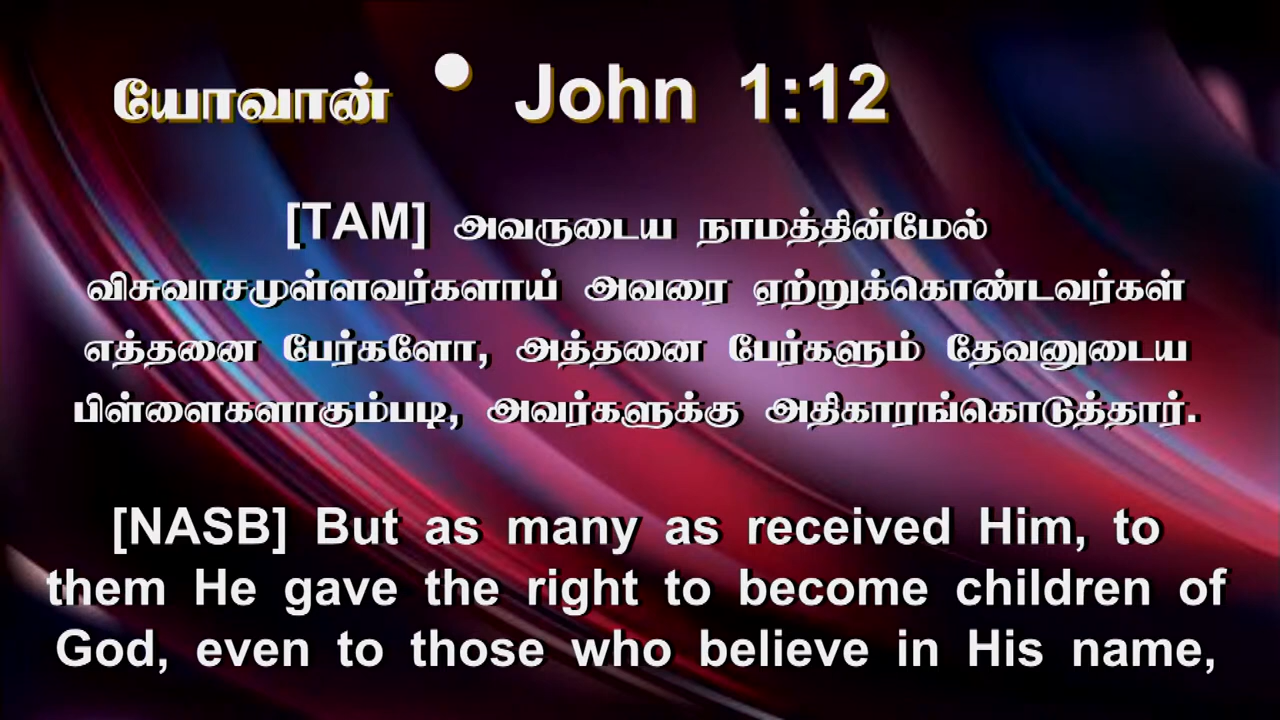 யோவான் • John 1:12
[TAM] அவருடைய நாமத்தின்மேல்
விசுவாசமுள்ளவர்களாய் அவரை ஏற்றுக்கொண்டவர்கள்
எத்தனை பேர்களோ, அத்தனை பேர்களும் தேவனுடைய
பிள்ளைகளாகும்படி, அவர்களுக்கு அதிகாரங்கொடுத்தார்.
[NASB] But as many as received Him, to
them He gave the right to become children of
God, even to those who believe in His name,